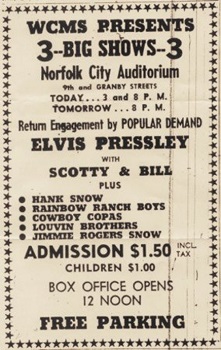 WCMS PRESENTS
3--BIG SHOWS--3
Norfolk City Auditorium
9th and GRANBY STREETS
TODAY....3 and 8 P. M.
TOMORROW....8 P. M.
Return Engagement by POPULAR DEMAND
ELVIS PRESSLEY
WITH
SCOTTY & BILL
PLUS
● HANK SNOW
● RAINBOW RANCH BOYS
● COWBOY COPAS
● LOUVIN BROTHERS
● JIMMIE ROGERS SNOW
ADMISSION $1.50 INCL. TAX
CHILDREN $1.00
BOX OFFICE OPENS
12 NOON
FREE PARKING